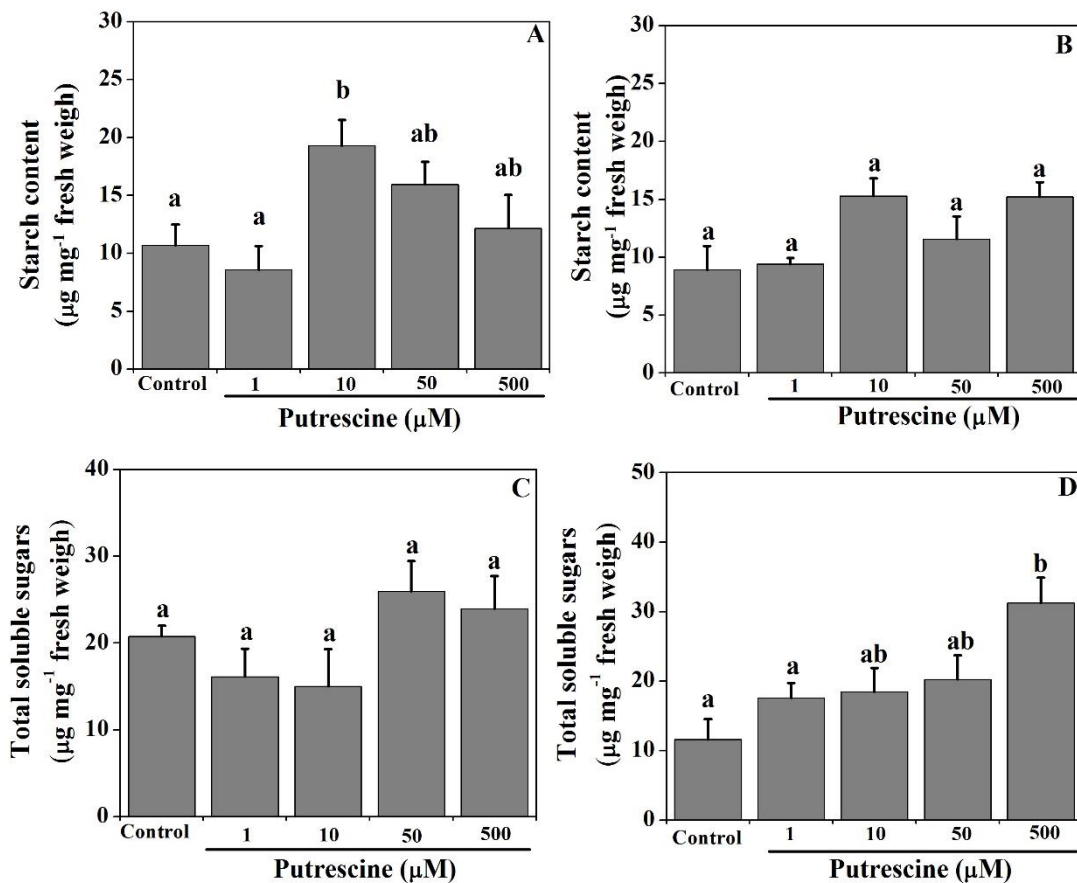 A
Starch content
(μg mg⁻¹ fresh weigh)
30
25
20
15
10
5
0
a
a
b
ab
ab
Control
1
10
50
500
Putrescine (μM)
B
Starch content
(μg mg⁻¹ fresh weigh)
30
25
20
15
10
5
0
a
a
a
a
a
Control
1
10
50
500
Putrescine (μM)
C
Total soluble sugars
(μg mg⁻¹ fresh weigh)
40
30
20
10
0
a
a
a
a
a
Control
1
10
50
500
Putrescine (μM)
D
Total soluble sugars
(μg mg⁻¹ fresh weigh)
50
40
30
20
10
0
a
a
ab
ab
b
Control
1
10
50
500
Putrescine (μM)